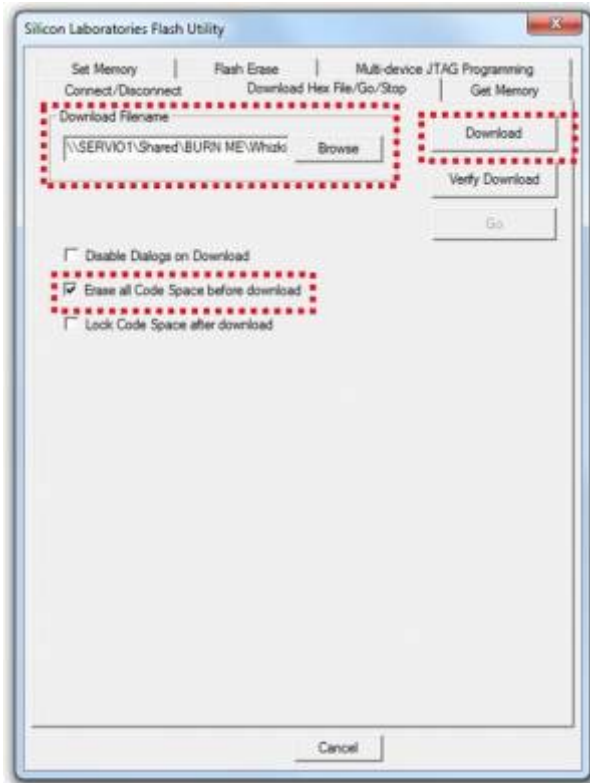 Silicon Laboratories Flash Utility
Set Memory
Flash Erase
Multi-device JTAG Programming
Connect/Disconnect
Download Hex File/Go/Stop
Get Memory
Download Filename
\\SERVIO1\Shared\BURN ME\Whizki
Browse
Download
Verify Download
Go
Disable Dialogs on Download
Erase all Code Space before download
Lock Code Space after download
Cancel